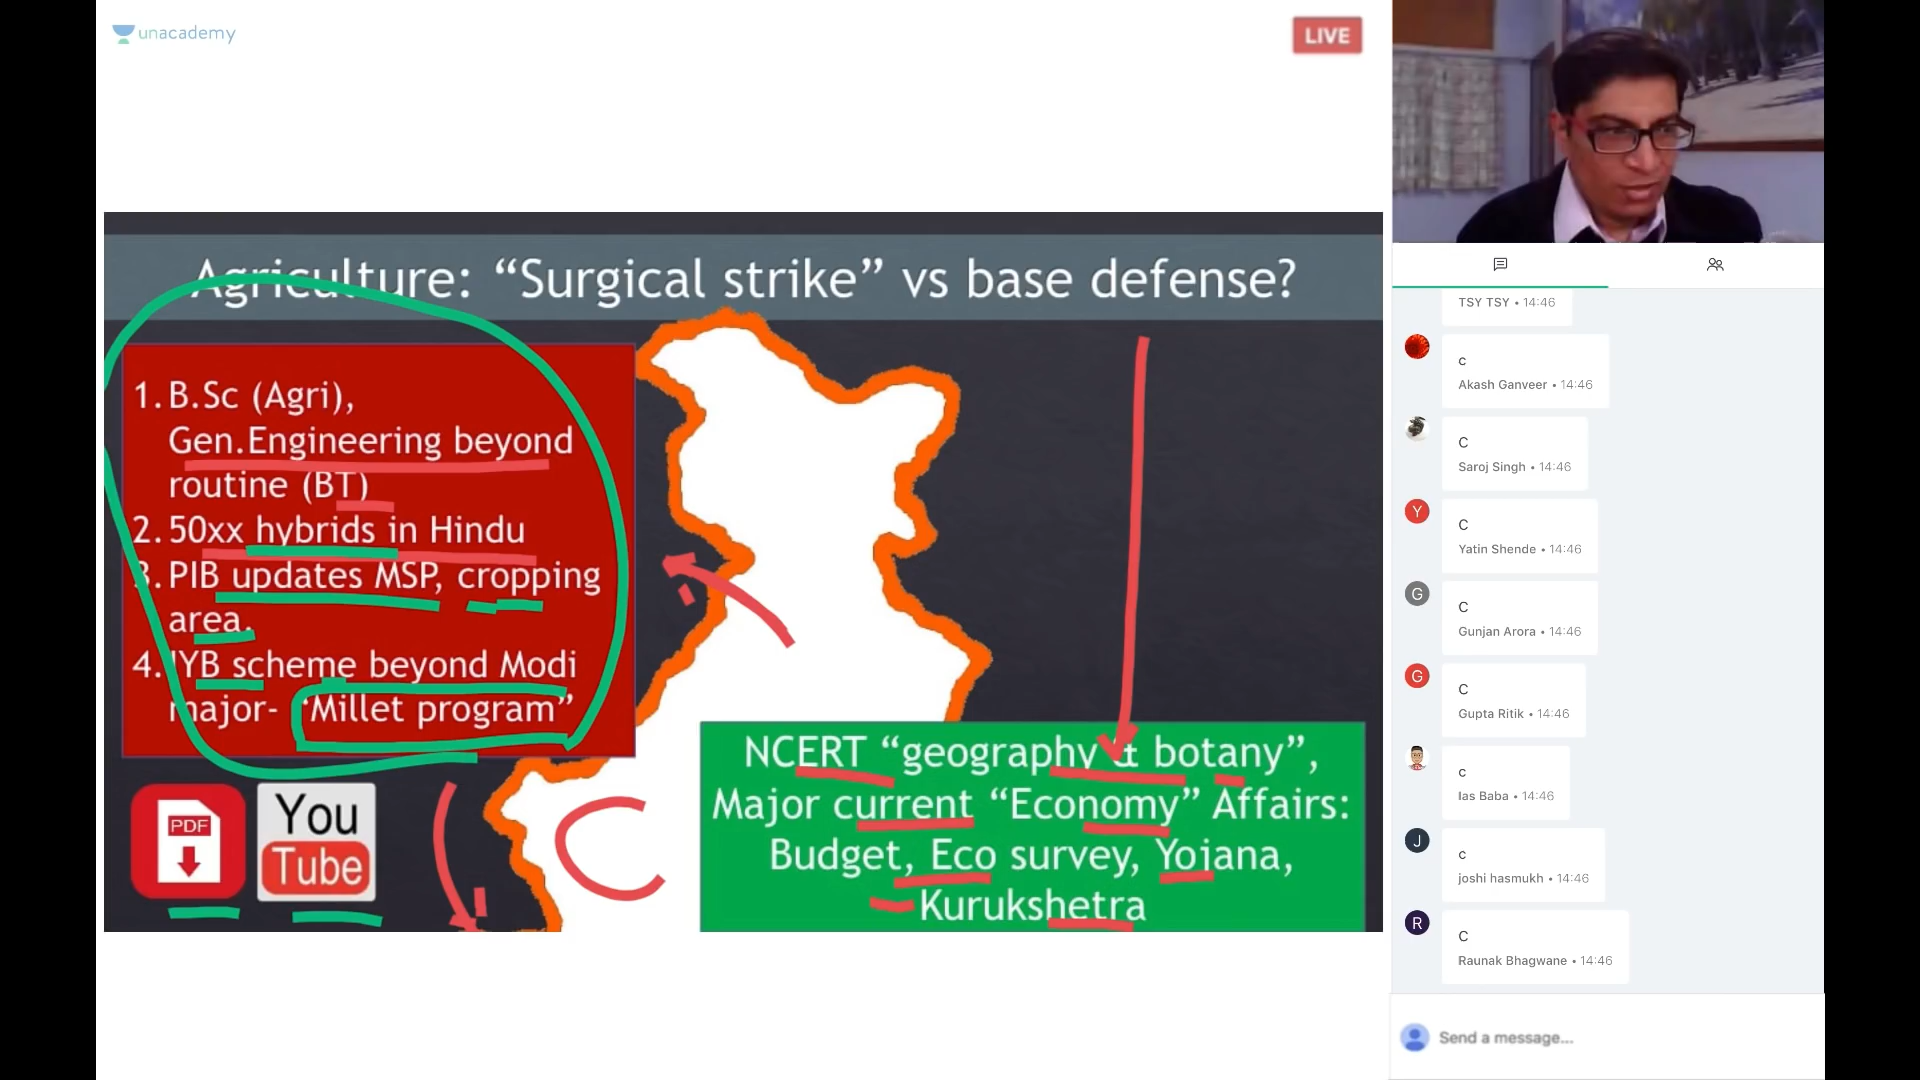 unacademy
LIVE
Agriculture: “Surgical strike” vs base defense?
1. B.Sc (Agri),
Gen.Engineering beyond
routine (BT)
2. 50xx hybrids in Hindu
3. PIB updates MSP, cropping
area.
4. IYB scheme beyond Modi
major- “Millet program”
PDF
You
Tube
C
NCERT “geography & botany”,
Major current “Economy” Affairs:
Budget, Eco survey, Yojana,
Kurukshetra
TSY TSY • 14:46
c
Akash Ganveer • 14:46
C
Saroj Singh • 14:46
Y
C
Yatin Shende • 14:46
G
C
Gunjan Arora • 14:46
G
C
Gupta Ritik • 14:46
c
Ias Baba • 14:46
J
c
joshi hasmukh • 14:46
R
C
Raunak Bhagwane • 14:46
Send a message...